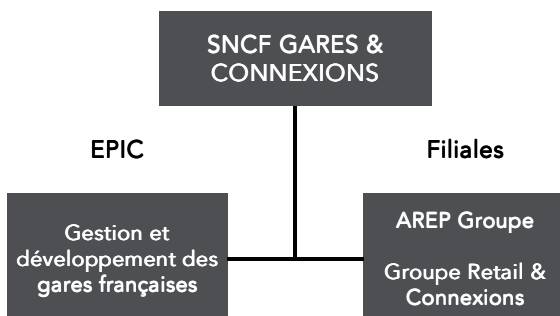 SNCF GARES &
CONNEXIONS
EPIC
Filiales
Gestion et
développement des
gares françaises
AREP Groupe
Groupe Retail &
Connexions